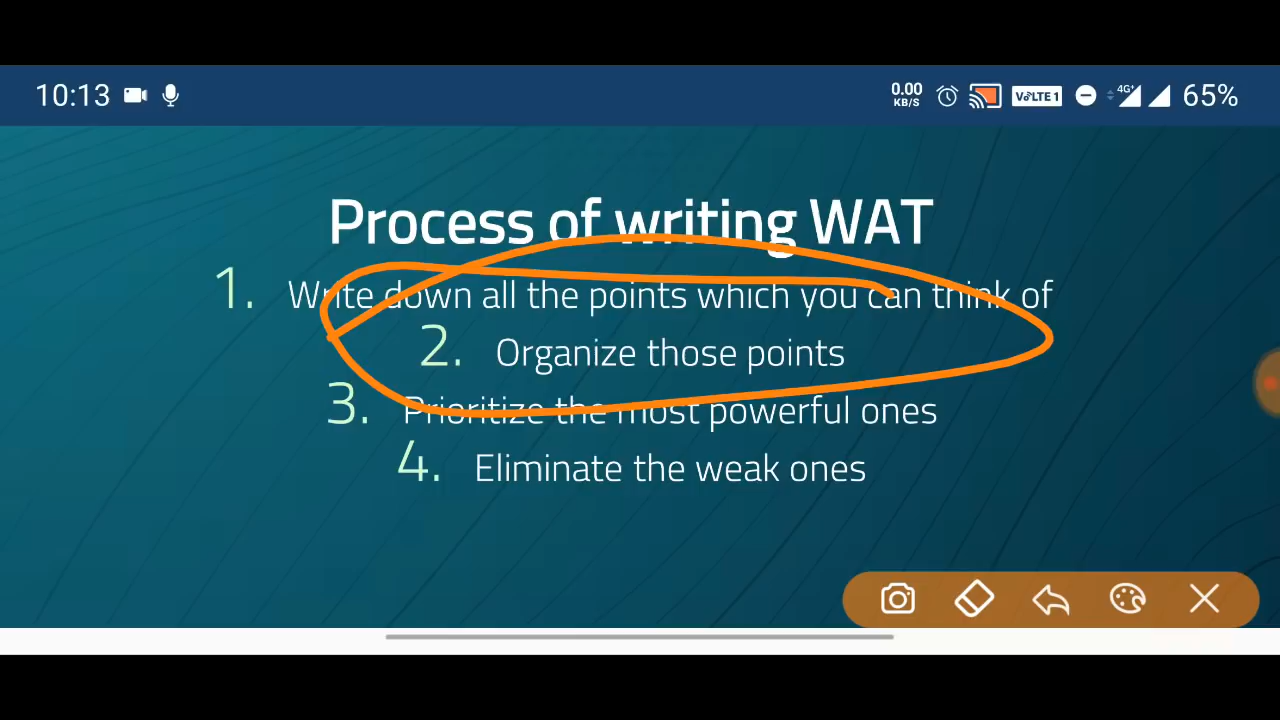 10:13 0.00 KB/S VoLTE 1 4G+ 65%
Process of writing WAT
1. Write down all the points which you can think of
2. Organize those points
3. Prioritize the most powerful ones
4. Eliminate the weak ones